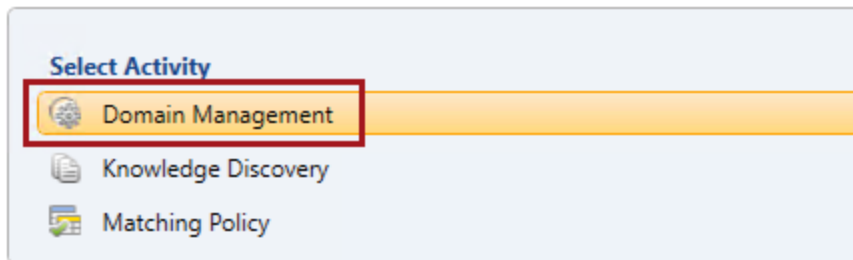 Select Activity
Domain Management
Knowledge Discovery
Matching Policy